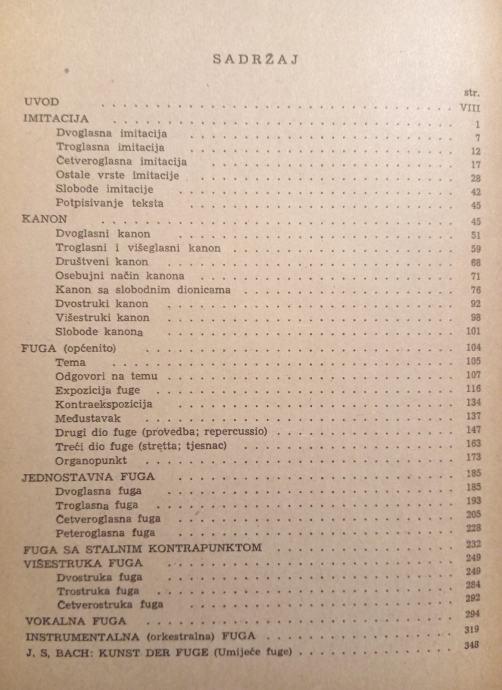 SADRŽAJ
str.
UVOD . . . . . . . . . . VIII
IMITACIJA . . . . . . . . . . 1
Dvoglasna imitacija . . . . . . . . . . 7
Troglasna imitacija . . . . . . . . . . 12
Četveroglasna imitacija . . . . . . . . . . 17
Ostale vrste imitacije . . . . . . . . . . 28
Slobode imitacije . . . . . . . . . . 42
Potpisivanje teksta . . . . . . . . . . 45
KANON . . . . . . . . . . 45
Dvoglasni kanon . . . . . . . . . . 51
Troglasni i višeglasni kanon . . . . . . . . . . 59
Društveni kanon . . . . . . . . . . 68
Osebujni način kanona . . . . . . . . . . 71
Kanon sa slobodnim dionicama . . . . . . . . . . 76
Dvostruki kanon . . . . . . . . . . 92
Višestruki kanon . . . . . . . . . . 98
Slobode kanona . . . . . . . . . . 101
FUGA (općenito) . . . . . . . . . . 104
Tema . . . . . . . . . . 105
Odgovori na temu . . . . . . . . . . 107
Expozicija fuge . . . . . . . . . . 116
Kontraekspozicija . . . . . . . . . . 134
Međustavak . . . . . . . . . . 137
Drugi dio fuge (provedba; repercussio) . . . . . . . . . . 147
Treći dio fuge (stretta; tjesnac) . . . . . . . . . . 163
Organopunkt . . . . . . . . . . 173
JEDNOSTAVNA FUGA . . . . . . . . . . 185
Dvoglasna fuga . . . . . . . . . . 185
Troglasna fuga . . . . . . . . . . 193
Četveroglasna fuga . . . . . . . . . . 205
Peteroglasna fuga . . . . . . . . . . 228
FUGA SA STALNIM KONTRAPUNKTOM . . . . . . . . . . 232
VIŠESTRUKA FUGA . . . . . . . . . . 249
Dvostruka fuga . . . . . . . . . . 249
Trostruka fuga . . . . . . . . . . 284
Četverostruka fuga . . . . . . . . . . 292
VOKALNA FUGA . . . . . . . . . . 294
INSTRUMENTALNA (orkestralna) FUGA . . . . . . . . . . 319
J. S, BACH: KUNST DER FUGE (Umijeće fuge) . . . . . . . . . . 348